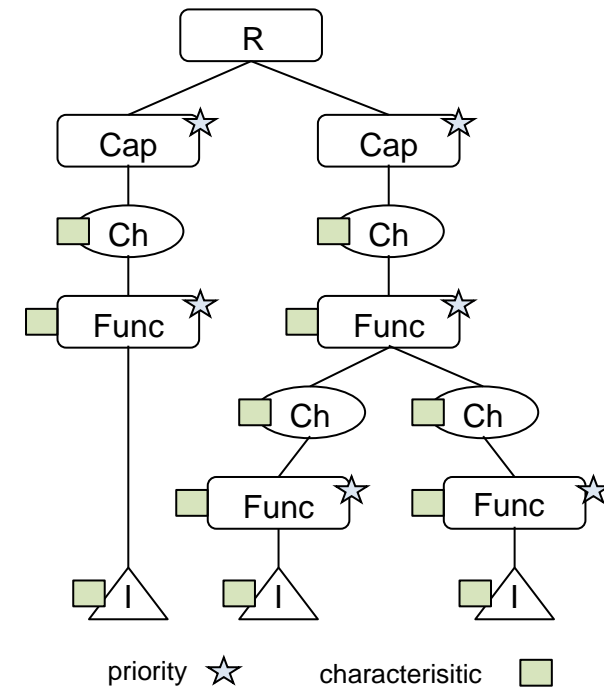 R
Cap Cap
Ch Ch
Func Func
Ch Ch
Func Func
I I I
priority characterisitic